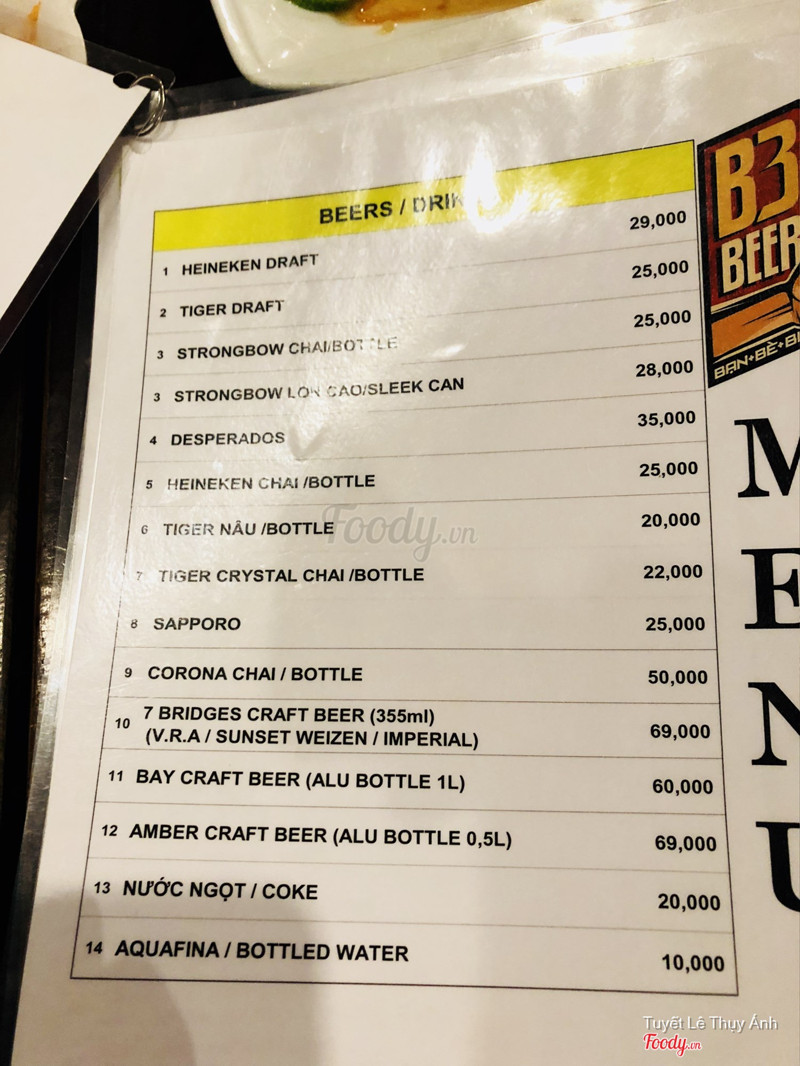 BEERS /
1 HEINEKEN DRAFT 29,000
2 TIGER DRAFT 25,000
3 STRONGBOW CHAI/BOTTLE 25,000
3 STRONGBOW LON CAO/SLEEK CAN 28,000
4 DESPERADOS 35,000
5 HEINEKEN CHAI /BOTTLE 25,000
6 TIGER NÂU /BOTTLE 20,000
7 TIGER CRYSTAL CHAI /BOTTLE 22,000
8 SAPPORO 25,000
9 CORONA CHAI / BOTTLE 50,000
10 7 BRIDGES CRAFT BEER (355ml)
(V.R.A / SUNSET WEIZEN / IMPERIAL) 69,000
11 BAY CRAFT BEER (ALU BOTTLE 1L) 60,000
12 AMBER CRAFT BEER (ALU BOTTLE 0,5L) 69,000
13 NƯỚC NGỌT / COKE 20,000
14 AQUAFINA / BOTTLED WATER 10,000
B3
BEER
BẠN+BÈ+
MENU
Foody.vn
Tuyết Lê Thụy Ánh
Foody.vn